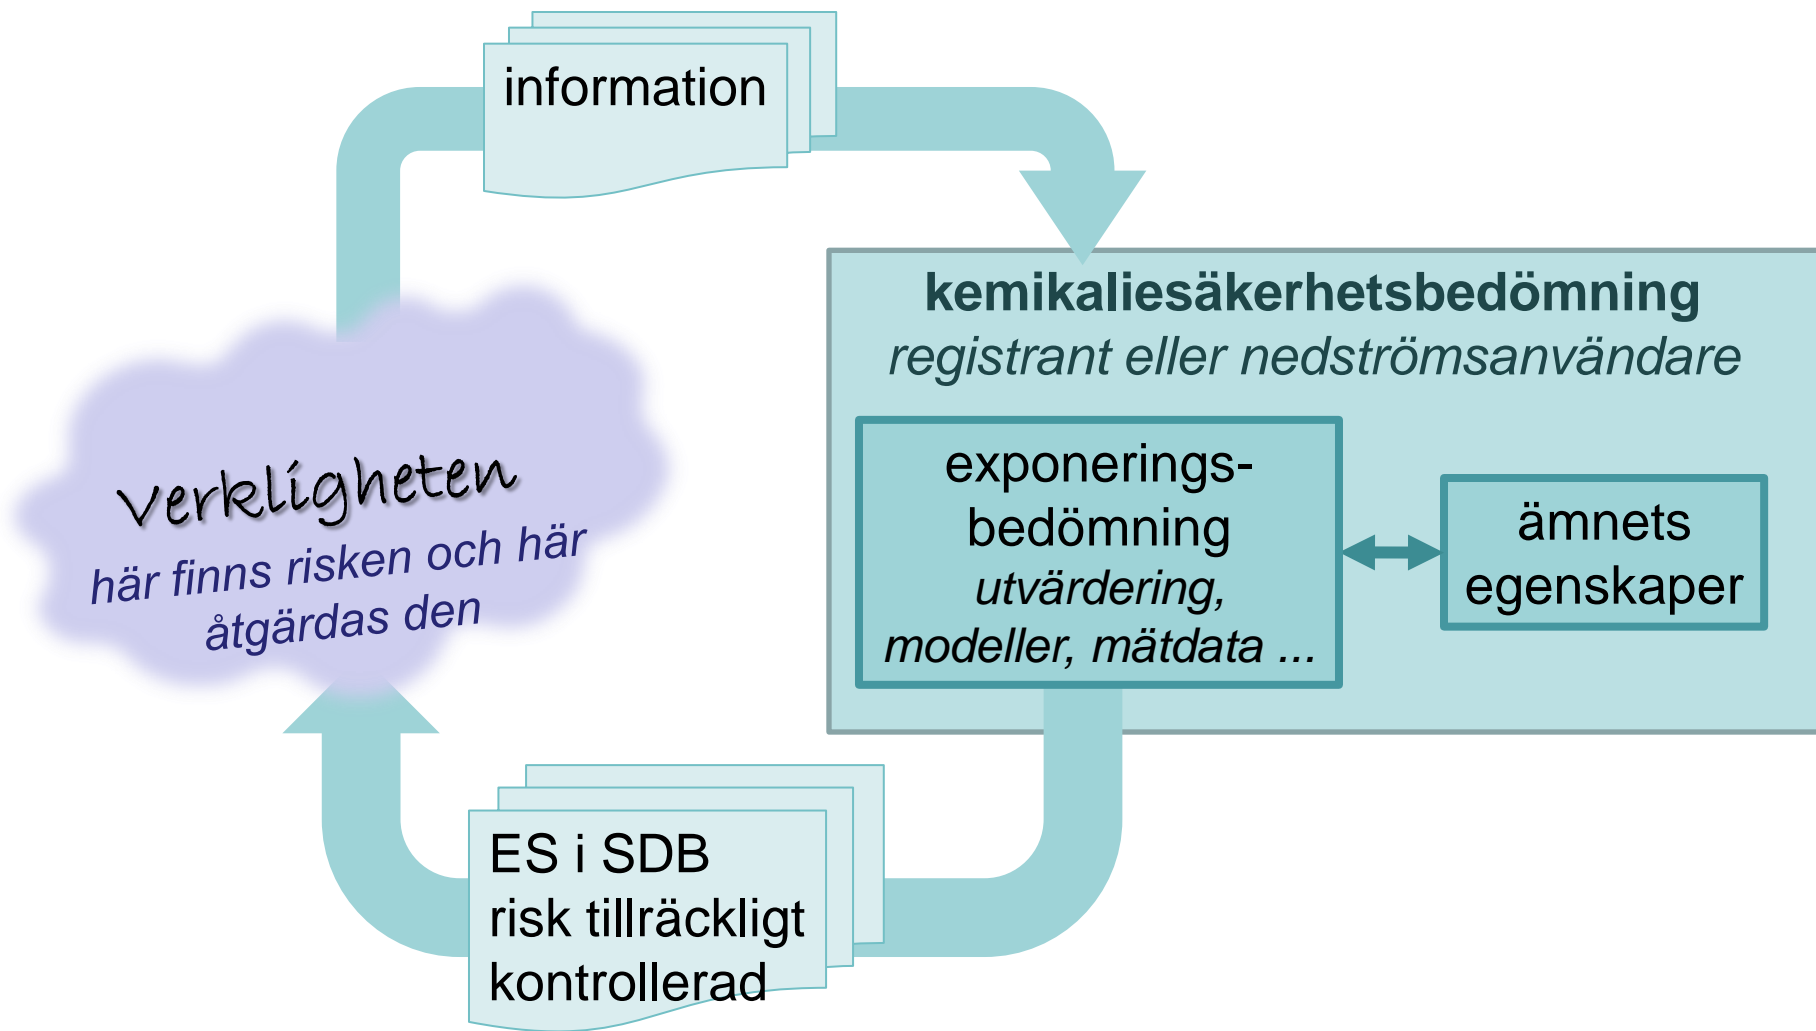 information
kemikaliesäkerhetsbedömning
registrant eller nedströmsanvändare
exponerings-
bedömning
utvärdering,
modeller, mätdata ...
ämnets
egenskaper
Verkligheten
här finns risken och här
åtgärdas den
ES i SDB
risk tillräckligt
kontrollerad